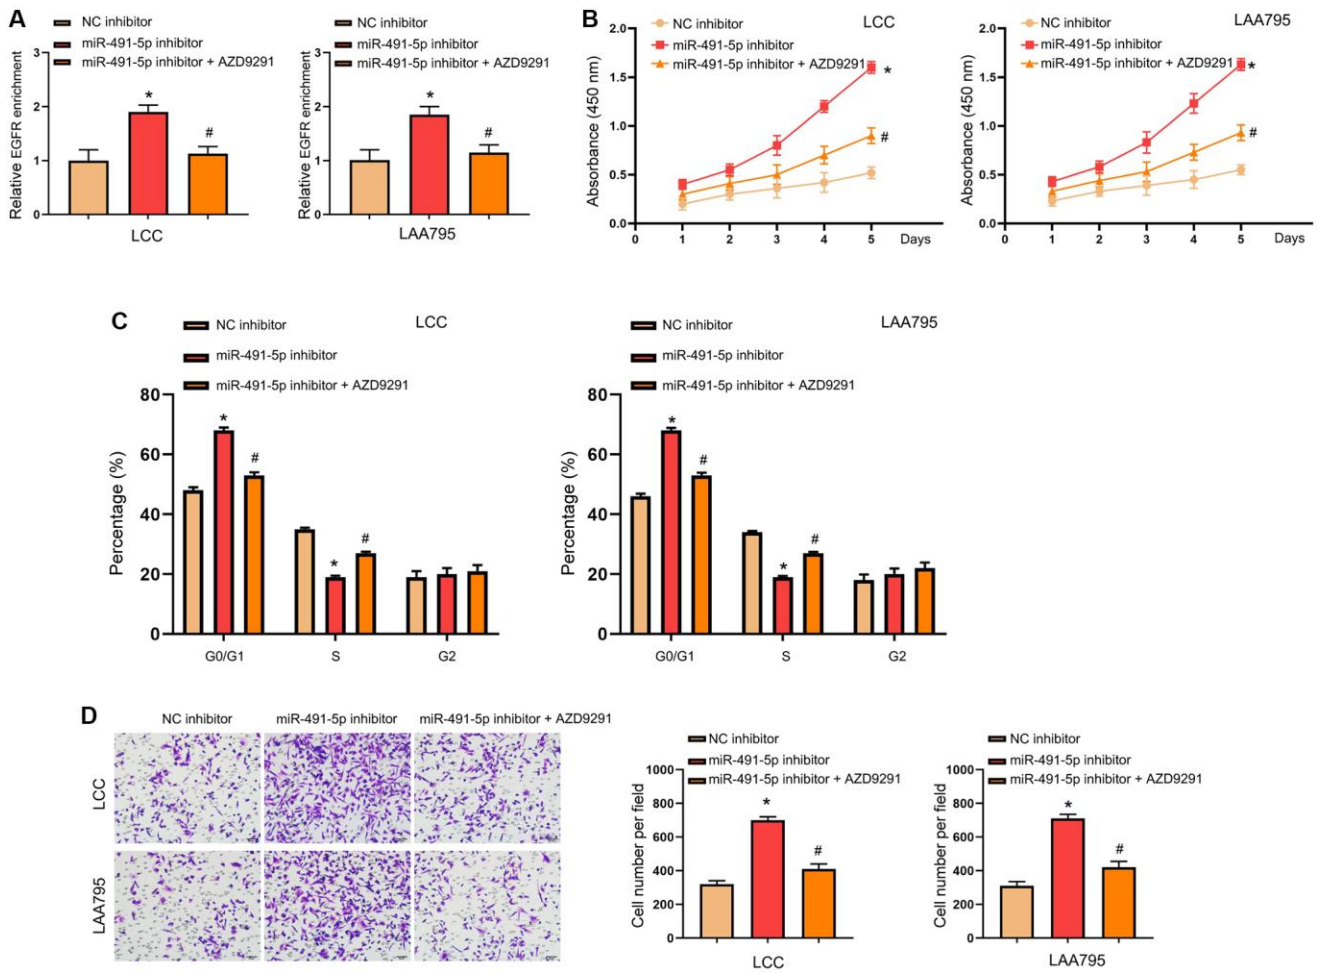 A
NC inhibitor
miR-491-5p inhibitor
miR-491-5p inhibitor + AZD9291
Relative EGFR enrichment
3
2
1
0
*
#
LCC
NC inhibitor
miR-491-5p inhibitor
miR-491-5p inhibitor + AZD9291
Relative EGFR enrichment
3
2
1
0
*
#
LAA795
B
LCC
NC inhibitor
miR-491-5p inhibitor
miR-491-5p inhibitor + AZD9291
Absorbance (450 nm)
2.0
1.5
1.0
0.5
0.0
*
#
0 1 2 3 4 5 Days
LAA795
NC inhibitor
miR-491-5p inhibitor
miR-491-5p inhibitor + AZD9291
Absorbance (450 nm)
2.0
1.5
1.0
0.5
0.0
*
#
0 1 2 3 4 5 Days
C
NC inhibitor
LCC
miR-491-5p inhibitor
miR-491-5p inhibitor + AZD9291
Percentage (%)
80
60
40
20
0
*
#
*
#
G0/G1 S G2
NC inhibitor
LAA795
miR-491-5p inhibitor
miR-491-5p inhibitor + AZD9291
Percentage (%)
80
60
40
20
0
*
#
*
#
G0/G1 S G2
D
NC inhibitor miR-491-5p inhibitor miR-491-5p inhibitor + AZD9291
LCC
LAA795
NC inhibitor
miR-491-5p inhibitor
miR-491-5p inhibitor + AZD9291
Cell number per field
1000
800
600
400
200
0
*
#
LCC
NC inhibitor
miR-491-5p inhibitor
miR-491-5p inhibitor + AZD9291
Cell number per field
1000
800
600
400
200
0
*
#
LAA795